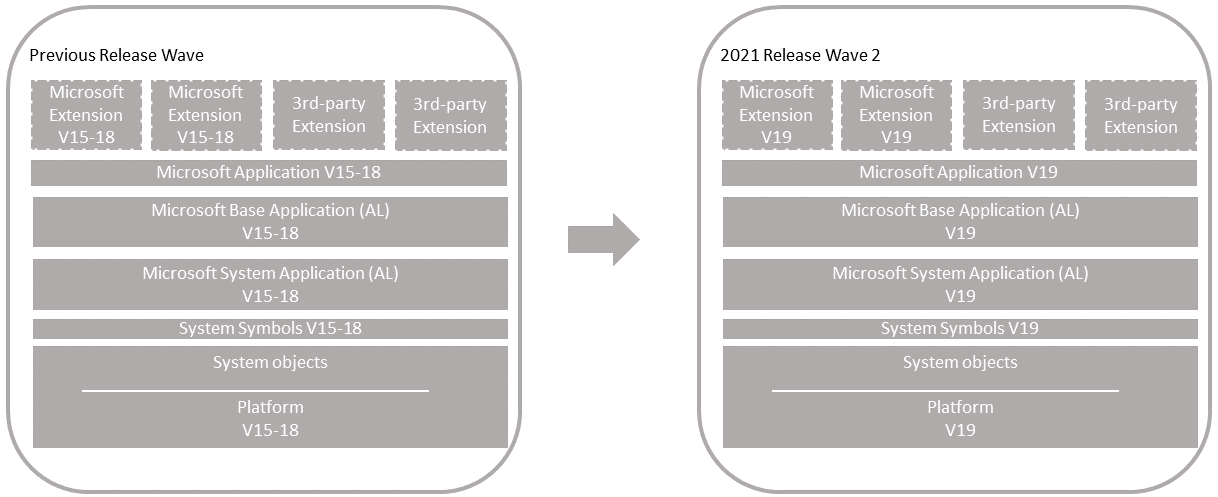 Previous Release Wave
Microsoft
Extension
V15-18
Microsoft
Extension
V15-18
3rd-party
Extension
3rd-party
Extension
Microsoft Application V15-18
Microsoft Base Application (AL)
V15-18
Microsoft System Application (AL)
V15-18
System Symbols V15-18
System objects
Platform
V15-18
2021 Release Wave 2
Microsoft
Extension
V19
Microsoft
Extension
V19
3rd-party
Extension
3rd-party
Extension
Microsoft Application V19
Microsoft Base Application (AL)
V19
Microsoft System Application (AL)
V19
System Symbols V19
System objects
Platform
V19